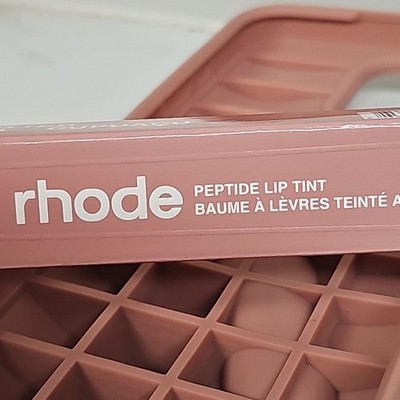 rhode
PEPTIDE LIP TINT
BAUME À LÈVRES TEINTÉ A